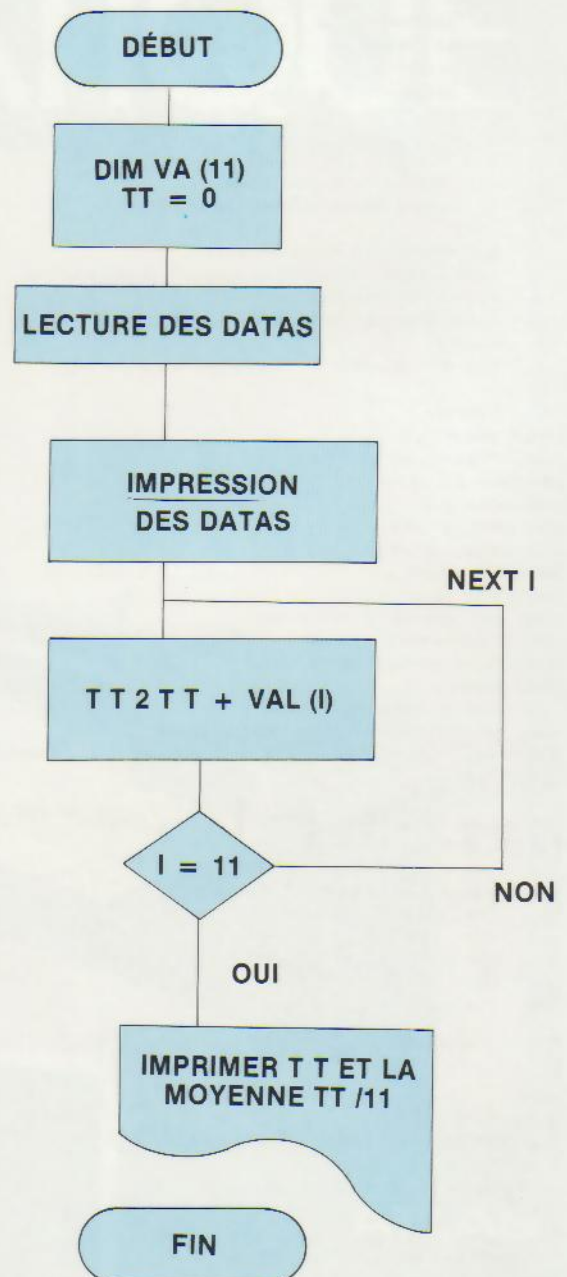 DÉBUT
DIM VA (11)
TT = 0
LECTURE DES DATAS
IMPRESSION
DES DATAS
NEXT I
T T 2 T T + VAL (I)
I = 11
NON
OUI
IMPRIMER T T ET LA
MOYENNE TT /11
FIN